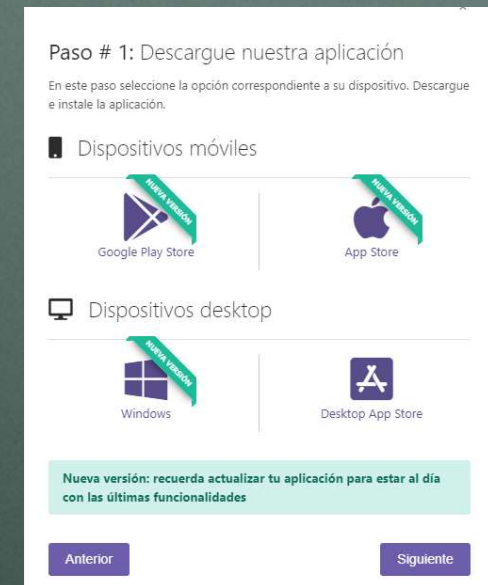 Paso # 1: Descargue nuestra aplicación
En este paso seleccione la opción correspondiente a su dispositivo. Descargue
e instale la aplicación.
Dispositivos móviles
NUEVA VERSIÓN
NUEVA VERSIÓN
Google Play Store
App Store
Dispositivos desktop
NUEVA VERSIÓN
Windows
Desktop App Store
Nueva versión: recuerda actualizar tu aplicación para estar al día
con las últimas funcionalidades
Anterior
Siguiente